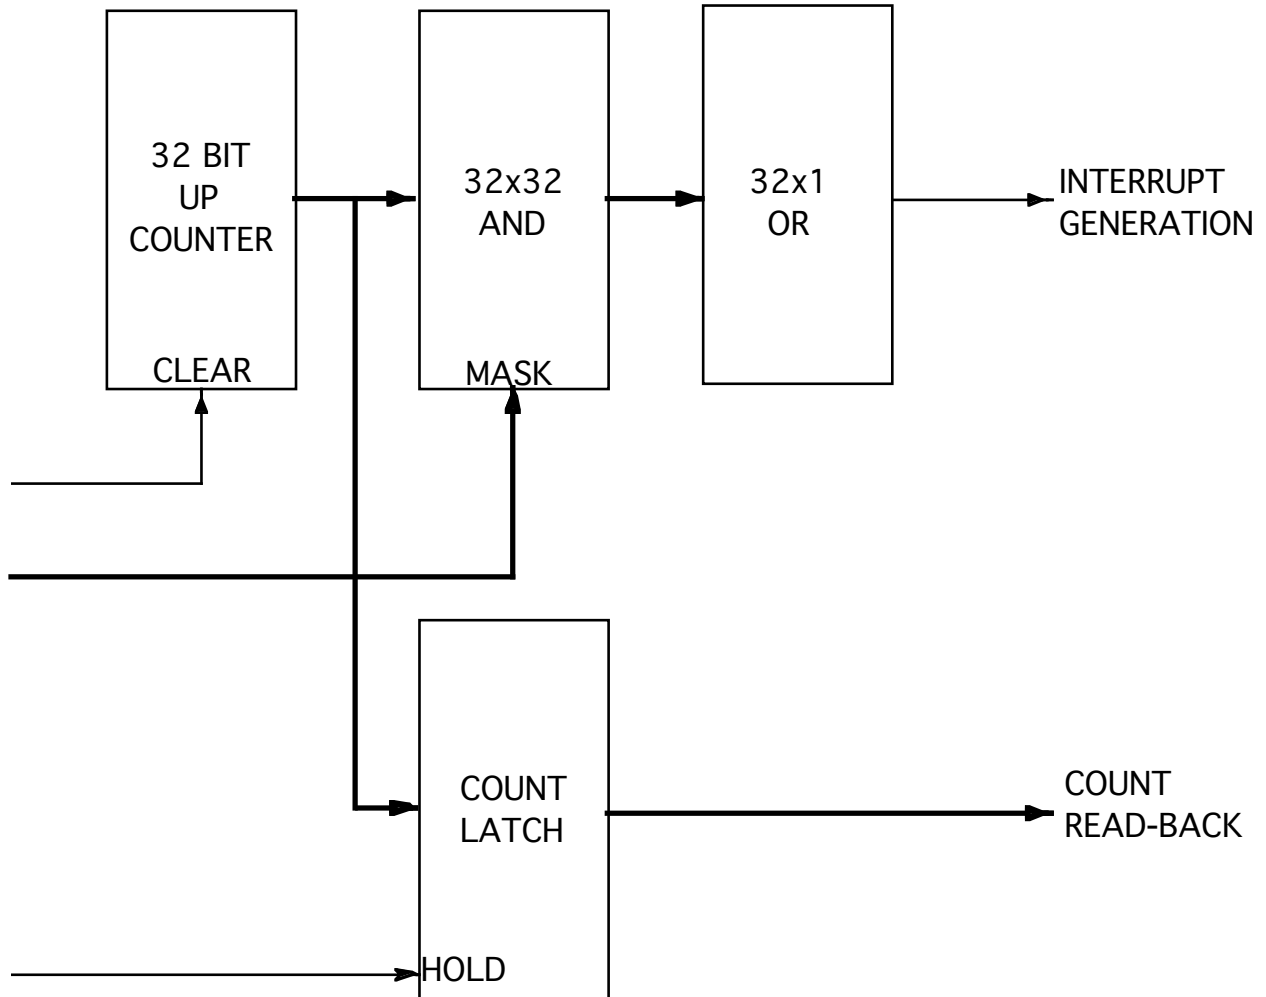 32 BIT
UP
COUNTER
CLEAR
32x32
AND
MASK
32x1
OR
INTERRUPT
GENERATION
COUNT
LATCH
HOLD
COUNT
READ-BACK